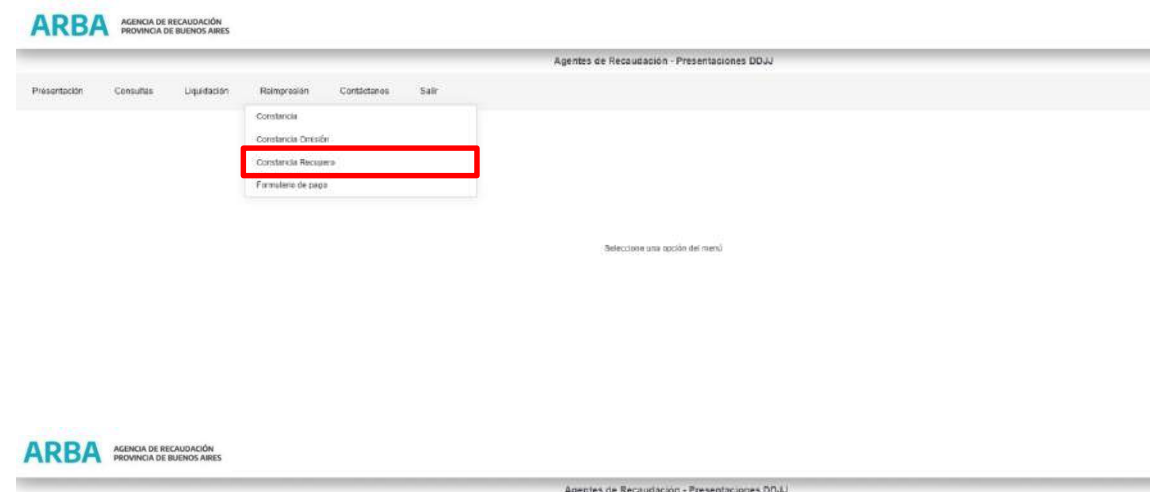 ARBA AGENCIA DE RECAUDACIÓN
PROVINCIA DE BUENOS AIRES
Agentes de Recaudación - Presentaciones DDJJ
Presentación Consultas Liquidación Reimpresión Contáctanos Salir
Constancia
Constancia Omisión
Constancia Recupero
Formulario de pago
Seleccione una opción del menú
ARBA AGENCIA DE RECAUDACIÓN
PROVINCIA DE BUENOS AIRES
Agentes de Recaudación - Presentaciones DDJJ